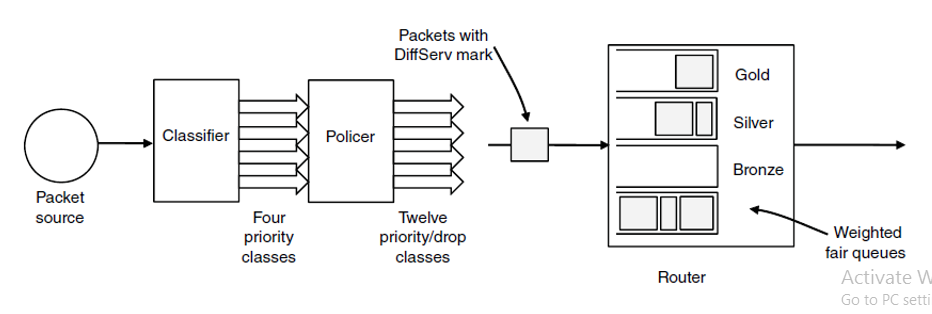 Packets with
DiffServ mark
Gold
Silver
Bronze
Classifier
Policer
Packet
source
Four
priority
classes
Twelve
priority/drop
classes
Weighted
fair queues
Router
Activate W
Go to PC setti